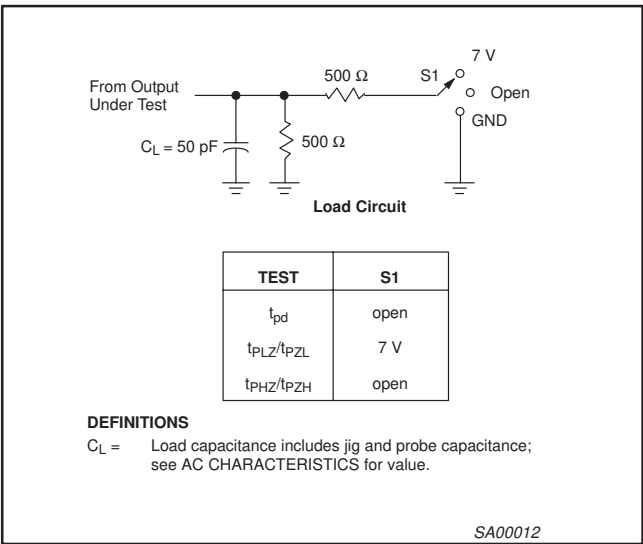 7 V
500 Ω
S1
Open
From Output
Under Test
GND
C_L = 50 pF
500 Ω
Load Circuit
TEST S1
t_pd open
t_PLZ/t_PZL 7 V
t_PHZ/t_PZH open
DEFINITIONS
C_L = Load capacitance includes jig and probe capacitance;
see AC CHARACTERISTICS for value.
SA00012